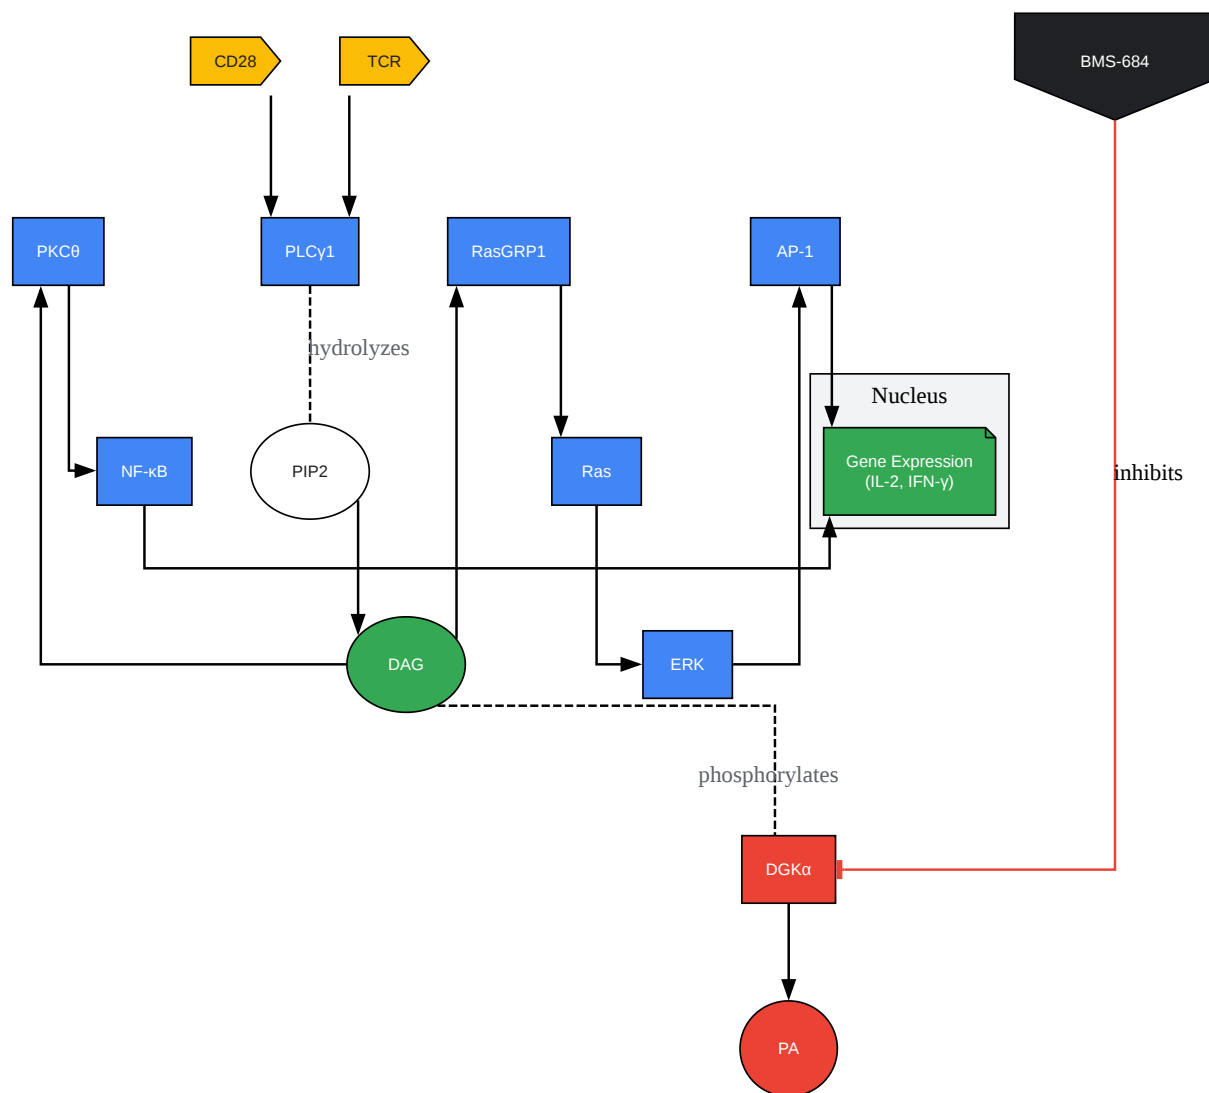 CD28
TCR
BMS-684
PKCθ
PLCγ1
RasGRP1
AP-1
hydrolyzes
Nucleus
NF-κB
PIP2
Ras
Gene Expression
(IL-2, IFN-γ)
inhibits
DAG
ERK
phosphorylates
DGKα
PA